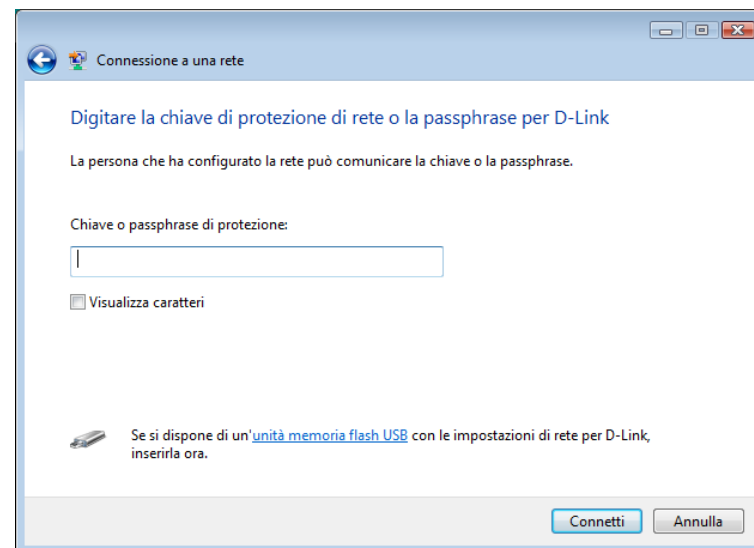 Connessione a una rete
Digitare la chiave di protezione di rete o la passphrase per D-Link
La persona che ha configurato la rete può comunicare la chiave o la passphrase.
Chiave o passphrase di protezione:
Visualizza caratteri
Se si dispone di un'unità memoria flash USB con le impostazioni di rete per D-Link,
inserirla ora.
Connetti Annulla